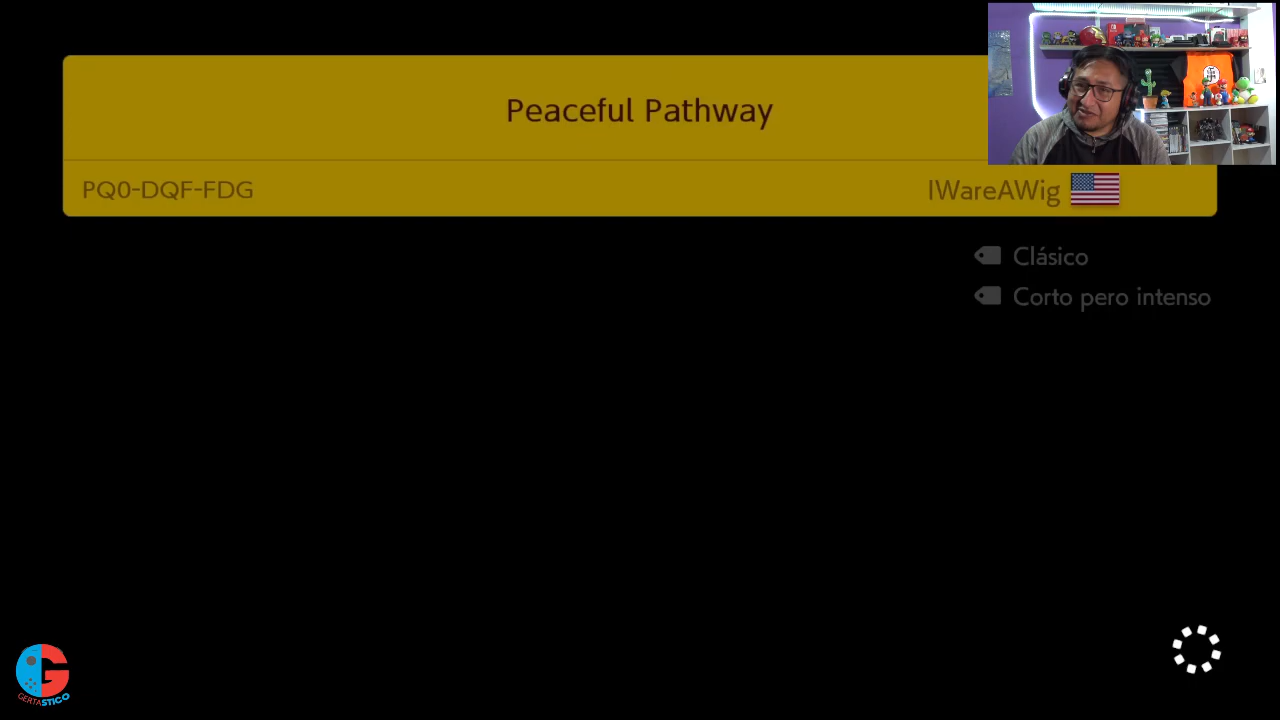 Peaceful Pathway
PQ0-DQF-FDG
IWareAWig
Clásico
Corto pero intenso
G
GERTASTICO